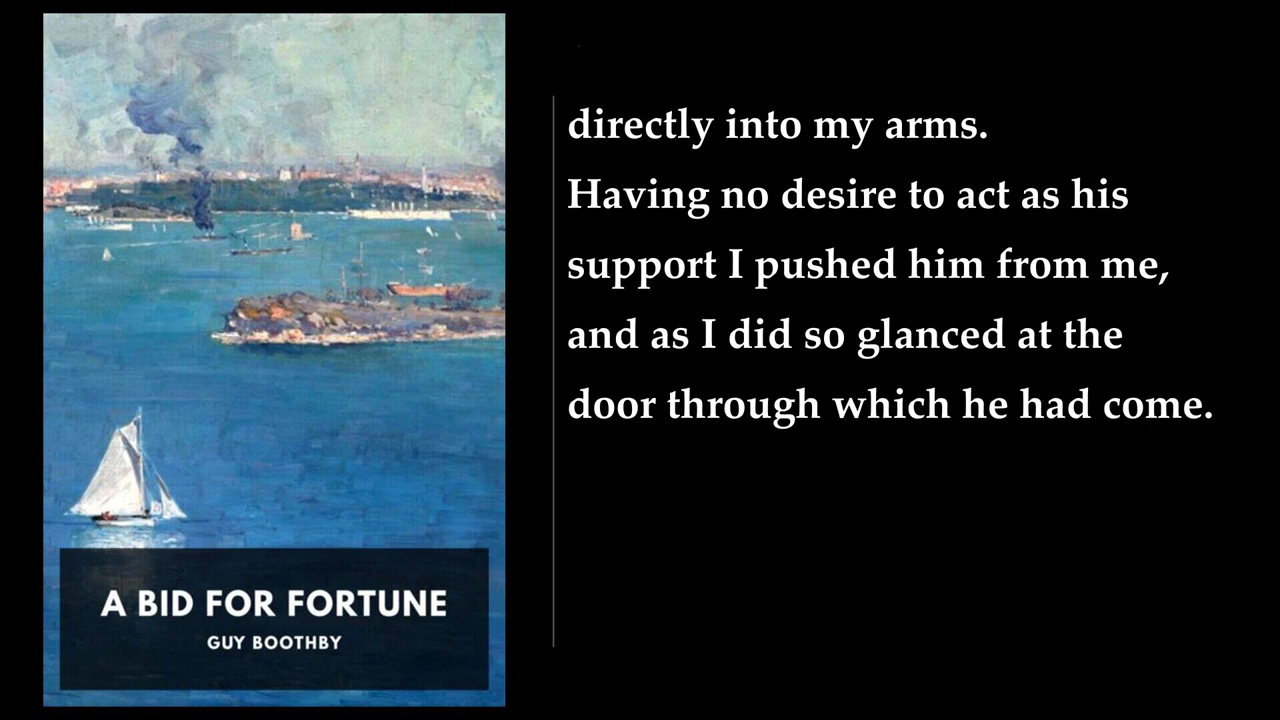 directly into my arms.
Having no desire to act as his
support I pushed him from me,
and as I did so glanced at the
door through which he had come.
A BID FOR FORTUNE
GUY BOOTHBY